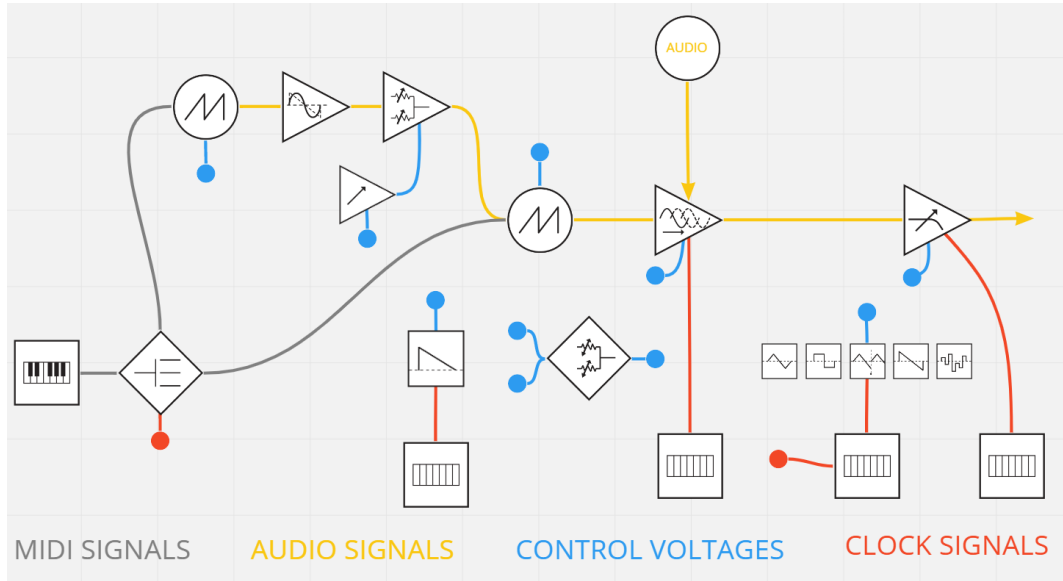 AUDIO
MIDI SIGNALS
AUDIO SIGNALS
CONTROL VOLTAGES
CLOCK SIGNALS